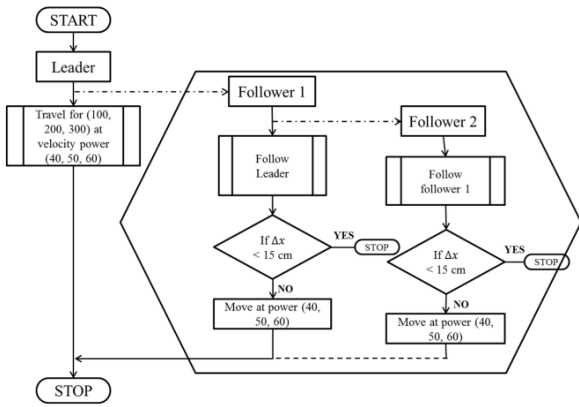 START
Leader
Travel for (100,
200, 300) at
velocity power
(40, 50, 60)
STOP
Follower 1
Follow
Leader
If Δx
< 15 cm
YES
STOP
NO
Move at power (40,
50, 60)
Follower 2
Follow
follower 1
If Δx
< 15 cm
YES
STOP
NO
Move at power (40,
50, 60)